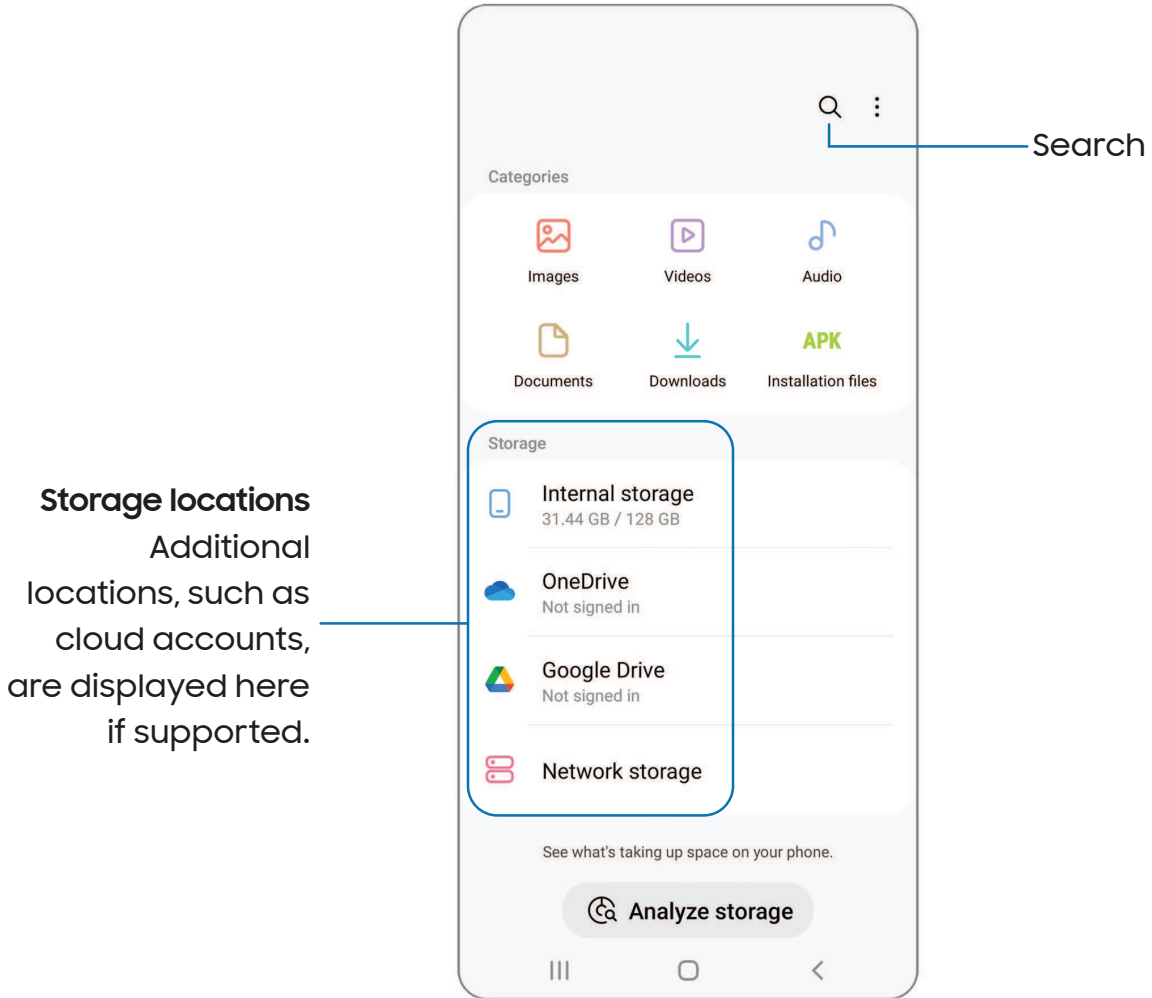 Search
Categories
Images Videos Audio
APK
Documents Downloads Installation files
Storage
Internal storage
31.44 GB / 128 GB
OneDrive
Not signed in
Google Drive
Not signed in
Network storage
See what's taking up space on your phone.
Analyze storage
Storage locations
Additional
locations, such as
cloud accounts,
are displayed here
if supported.